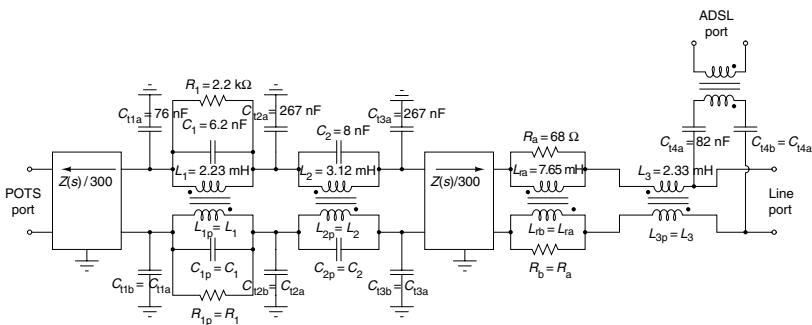 ADSL
port
R1 = 2.2 kΩ
Ct1a = 76 nF
Ct2a = 267 nF
Ct3a = 267 nF
C1 = 6.2 nF
C2 = 8 nF
Ra = 68 Ω
Ct4a = 82 nF
Ct4b = Ct4a
L1 = 2.23 mH
L2 = 3.12 mH
Lra = 7.65 mH
L3 = 2.33 mH
Z(s)/300
Z(s)/300
POTS
port
Line
port
L1p = L1
L2p = L2
Lrb = Lra
L3p = L3
C1p = C1
C2p = C2
Rb = Ra
Ct1b = Ct1a
Ct2b = Ct2a
Ct3b = Ct3a
R1p = R1